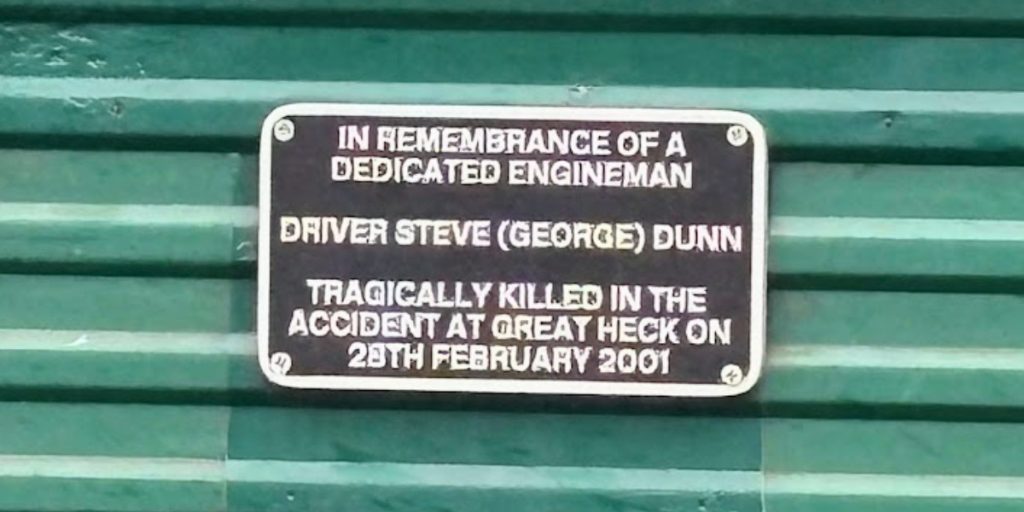 IN REMEMBRANCE OF A
DEDICATED ENGINEMAN
DRIVER STEVE (GEORGE) DUNN
TRAGICALLY KILLED IN THE
ACCIDENT AT GREAT HECK ON
28TH FEBRUARY 2001